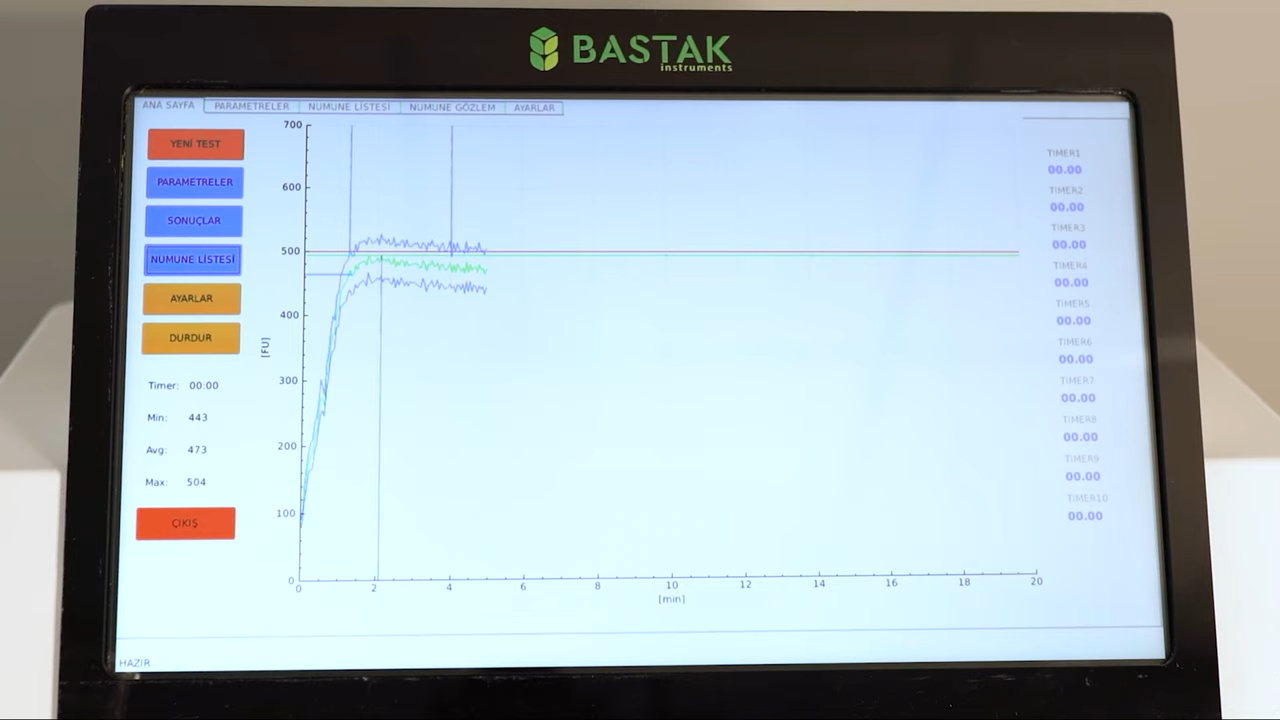 BASTAK
instruments
ANA SAYFA PARAMETRELER NUMUNE LİSTESİ NUMUNE GÖZLEM AYARLAR
YENİ TEST
PARAMETRELER
SONUÇLAR
NUMUNE LİSTESİ
AYARLAR
DURDUR
Timer: 00:00
Min: 443
Avg: 473
Max: 504
ÇIKIŞ
HAZIR
700
600
500
400
300
200
100
0
[FU]
0 2 4 6 8 10 12 14 16 18 20
[min]
TIMER1
00.00
TIMER2
00.00
TIMER3
00.00
TIMER4
00.00
TIMER5
00.00
TIMER6
00.00
TIMER7
00.00
TIMER8
00.00
TIMER9
00.00
TIMER10
00.00